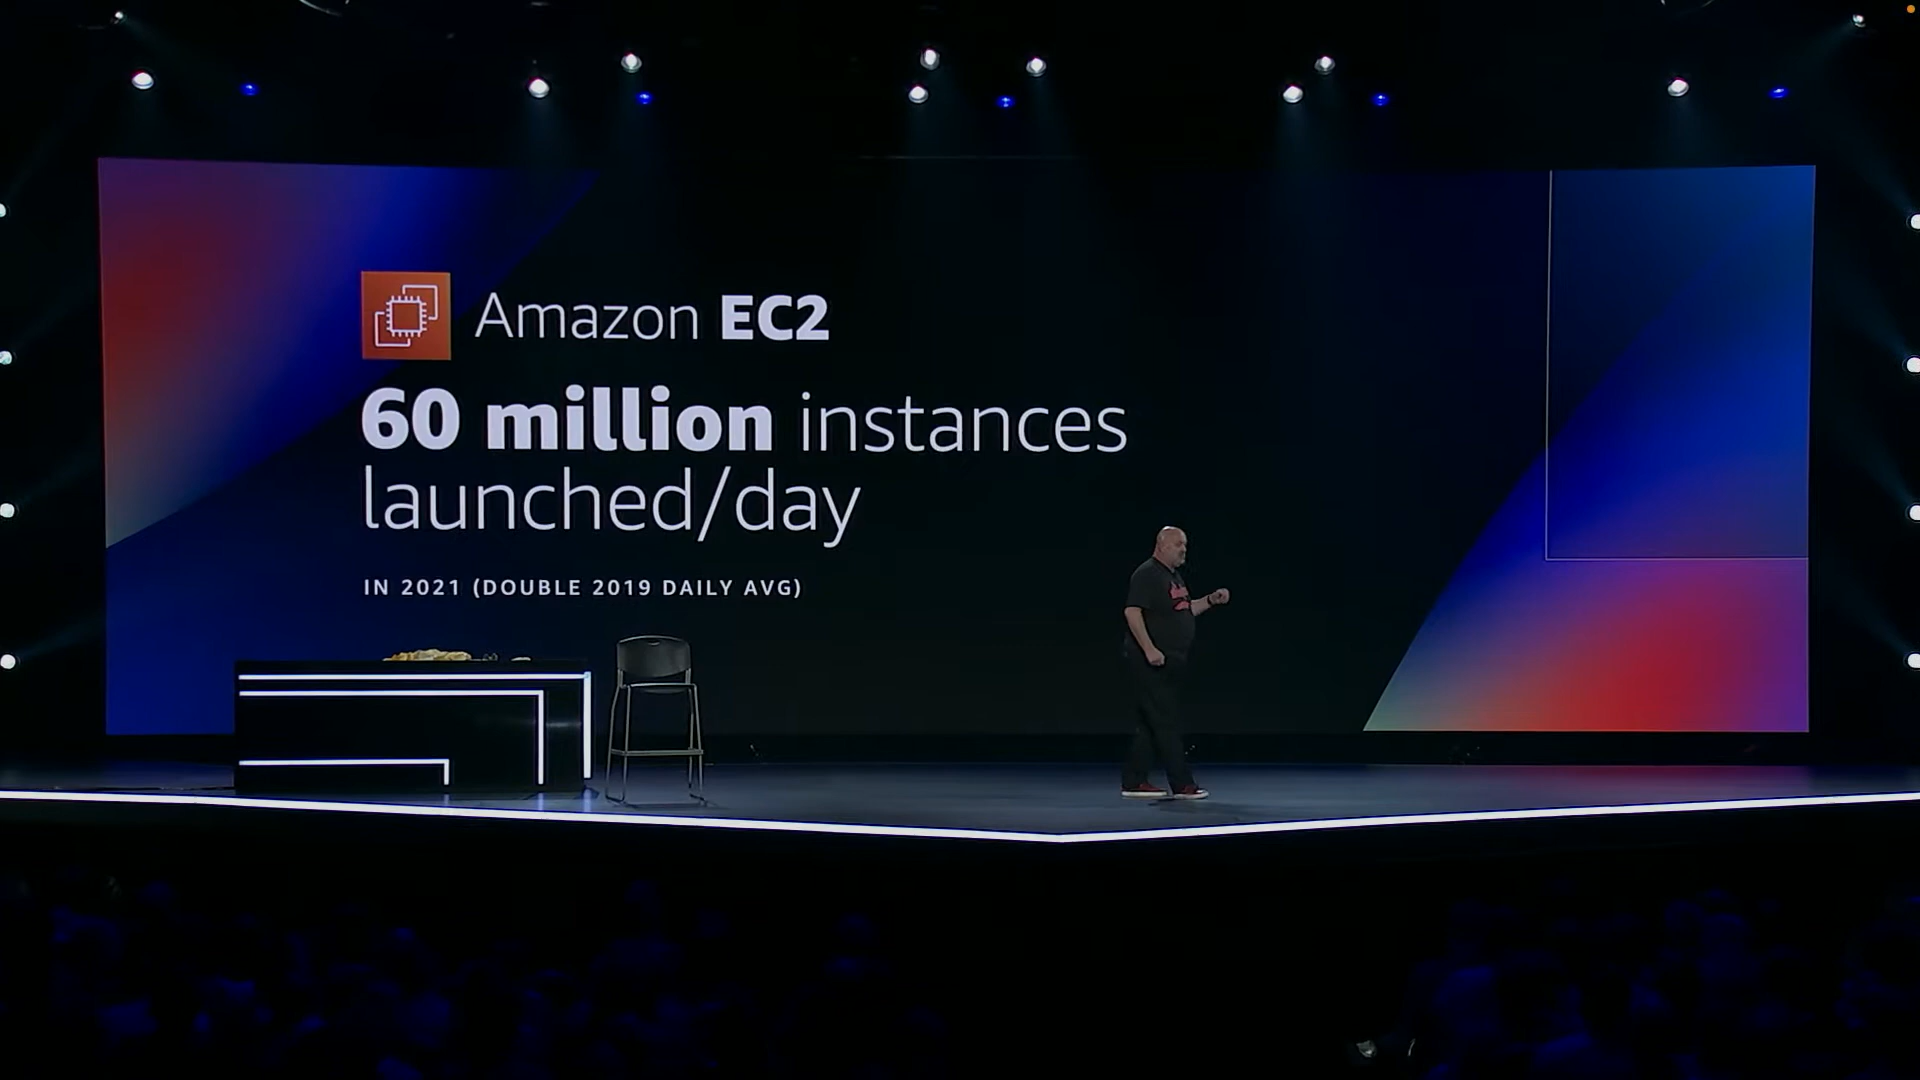 Amazon EC2
60 million instances
launched/day
IN 2021 (DOUBLE 2019 DAILY AVG)